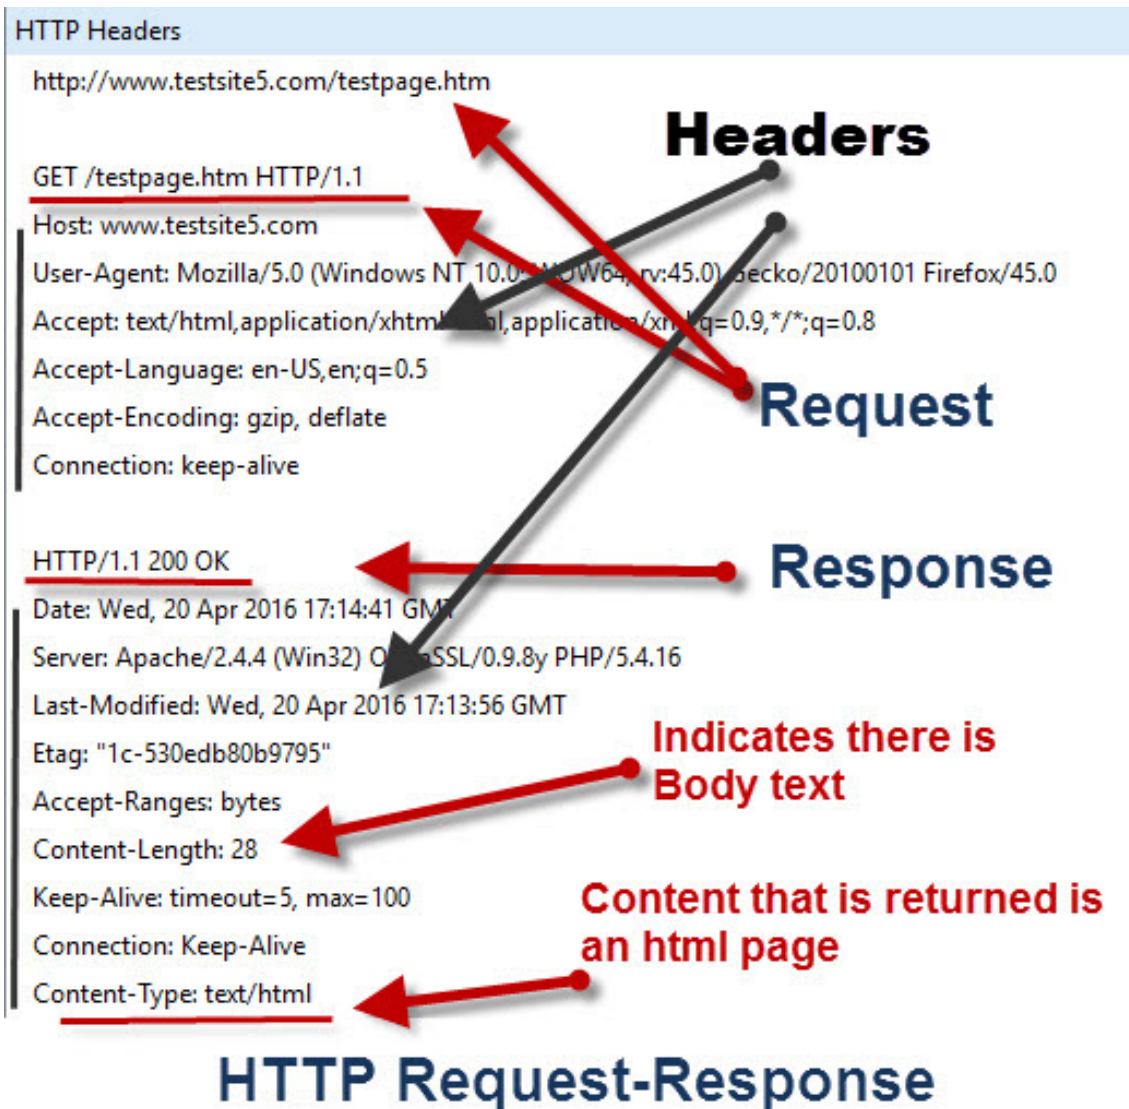 HTTP Headers
http://www.testsite5.com/testpage.htm
Headers
GET /testpage.htm HTTP/1.1
Host: www.testsite5.com
User-Agent: Mozilla/5.0 (Windows NT 10.0; WOW64; rv:45.0) Gecko/20100101 Firefox/45.0
Accept: text/html,application/xhtml+xml,application/xml;q=0.9,*/*;q=0.8
Accept-Language: en-US,en;q=0.5
Request
Accept-Encoding: gzip, deflate
Connection: keep-alive
HTTP/1.1 200 OK
Response
Date: Wed, 20 Apr 2016 17:14:41 GMT
Server: Apache/2.4.4 (Win32) OpenSSL/0.9.8y PHP/5.4.16
Last-Modified: Wed, 20 Apr 2016 17:13:56 GMT
Indicates there is
Body text
Etag: "1c-530edb80b9795"
Accept-Ranges: bytes
Content-Length: 28
Keep-Alive: timeout=5, max=100
Content that is returned is
an html page
Connection: Keep-Alive
Content-Type: text/html
HTTP Request-Response